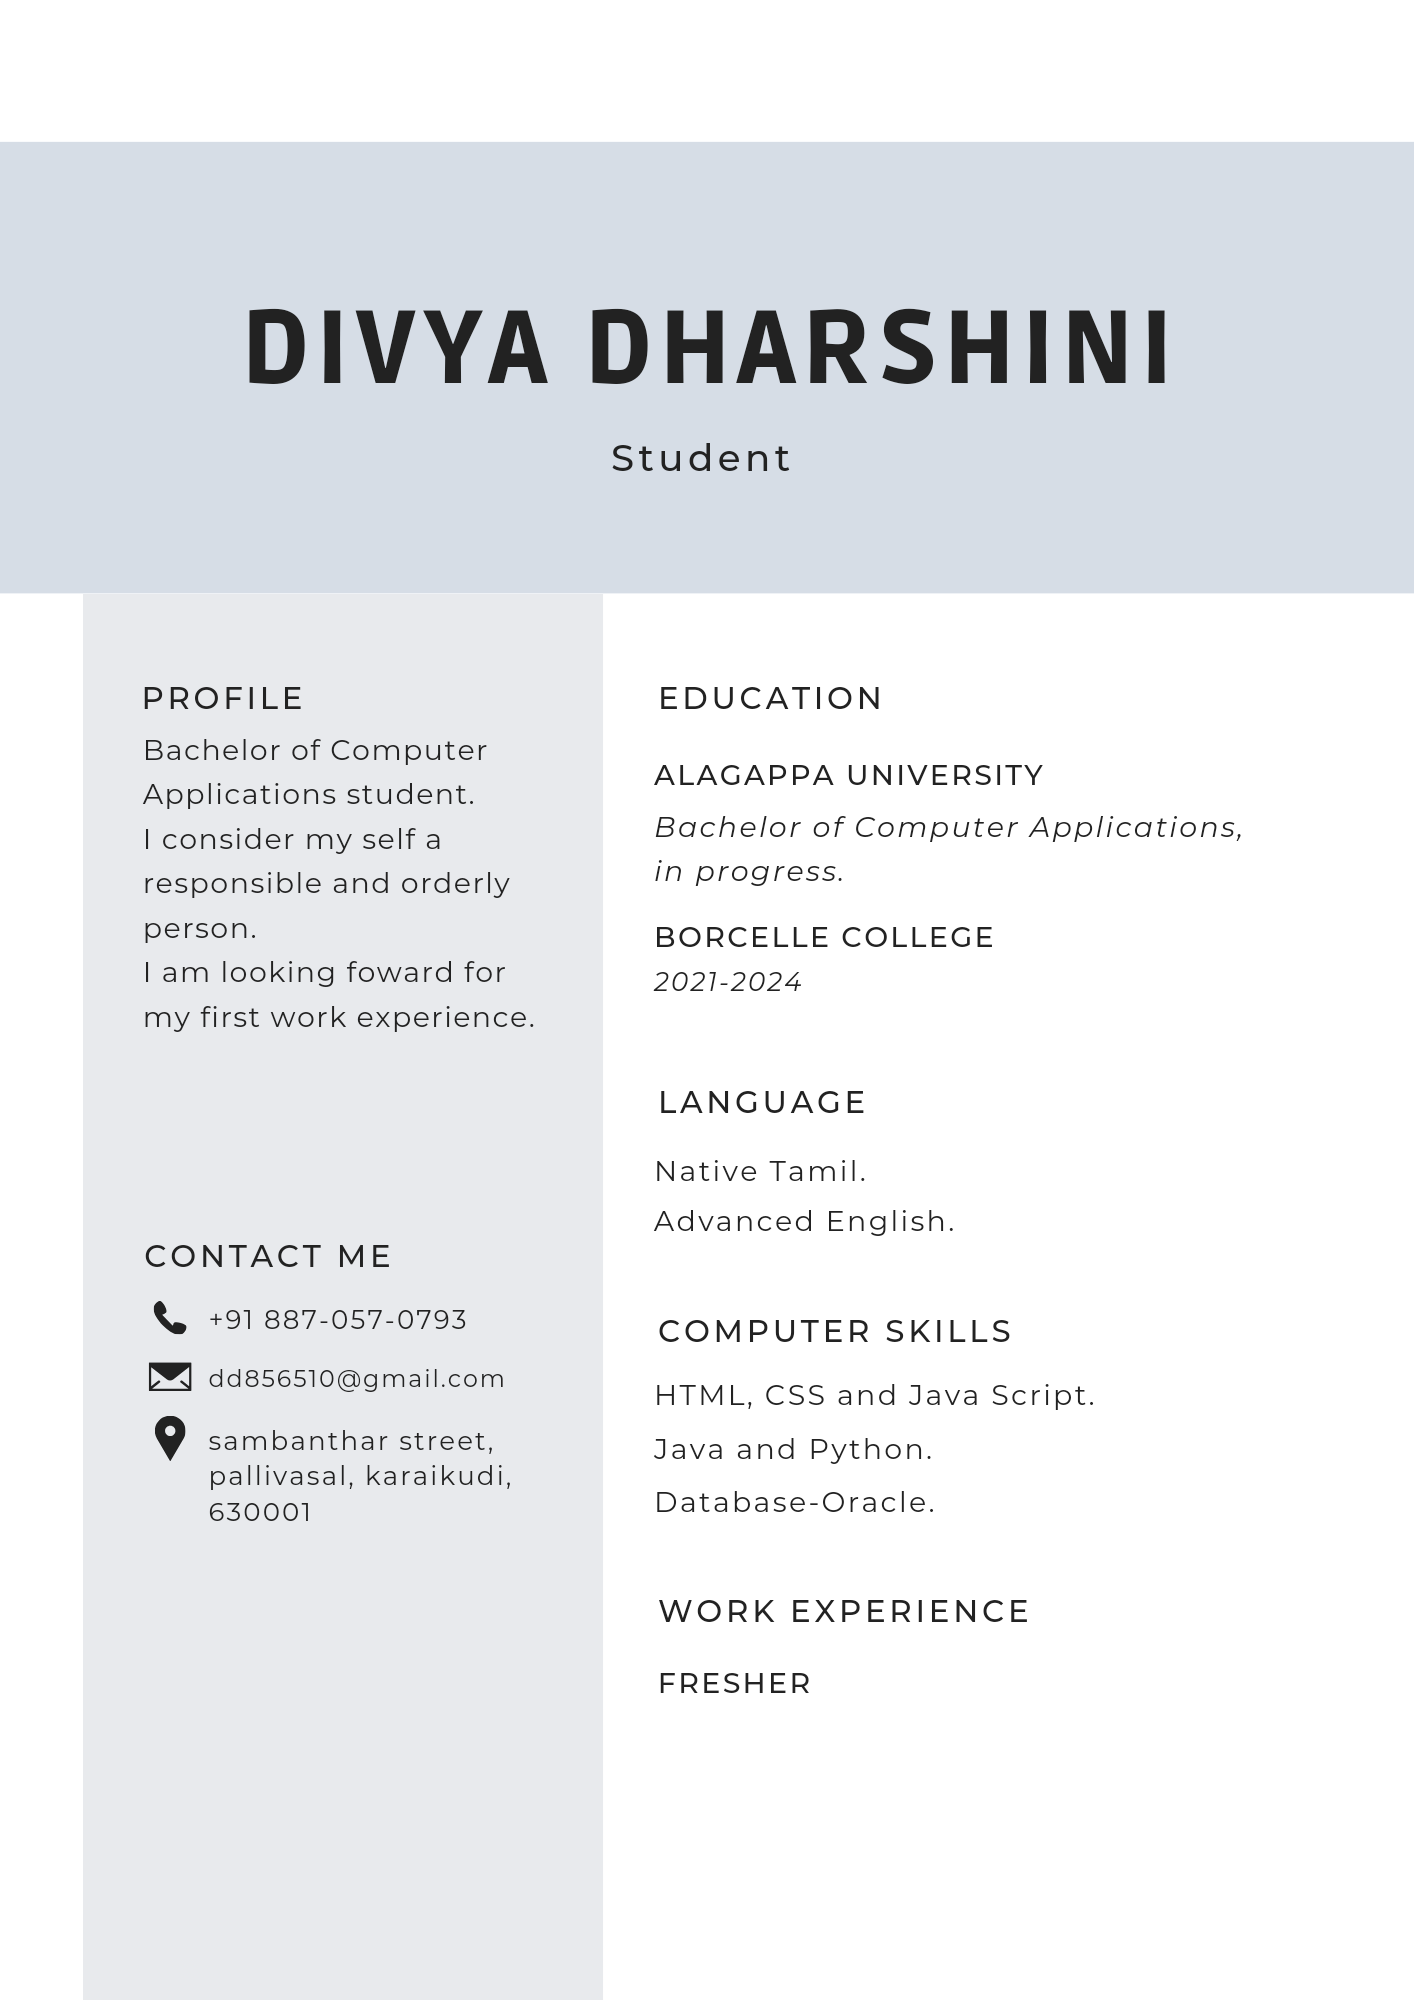 DIVYA DHARSHINI
Student
PROFILE
Bachelor of Computer
Applications student.
I consider my self a
responsible and orderly
person.
I am looking foward for
my first work experience.
CONTACT ME
+91 887-057-0793
dd856510@gmail.com
sambanthar street,
pallivasal, karaikudi,
630001
EDUCATION
ALAGAPPA UNIVERSITY
Bachelor of Computer Applications,
in progress.
BORCELLE COLLEGE
2021-2024
LANGUAGE
Native Tamil.
Advanced English.
COMPUTER SKILLS
HTML, CSS and Java Script.
Java and Python.
Database-Oracle.
WORK EXPERIENCE
FRESHER